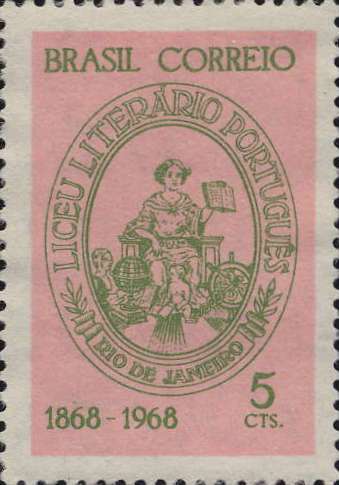 BRASIL CORREIO
LICEU LITERÁRIO PORTUGUÊS
RIO DE JANEIRO
5
CTS.
1868-1968